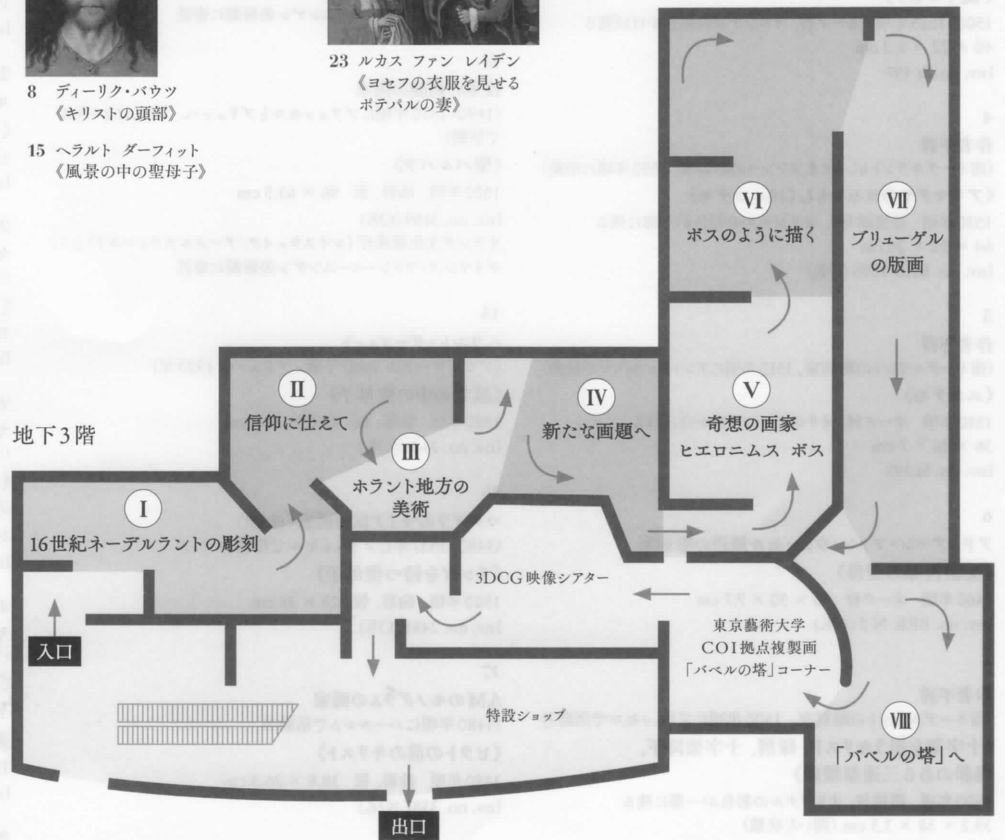 8 ディーリク・バウツ
《キリストの頭部》
15 ヘラルト ダーフィット
《風景の中の聖母子》
23 ルカス ファン レイデン
《ヨセフの衣服を見せる
ポテパルの妻》
地下3階
I
16世紀ネーデルラントの彫刻
II
信仰に仕えて
III
ホラント地方の
美術
IV
新たな画題へ
V
奇想の画家
ヒエロニムス ボス
VI
ボスのように描く
VII
ブリューゲル
の版画
VIII
「バベルの塔」へ
東京藝術大学
COI拠点複製画
「バベルの塔」コーナー
3DCG映像シアター
特設ショップ
入口
出口